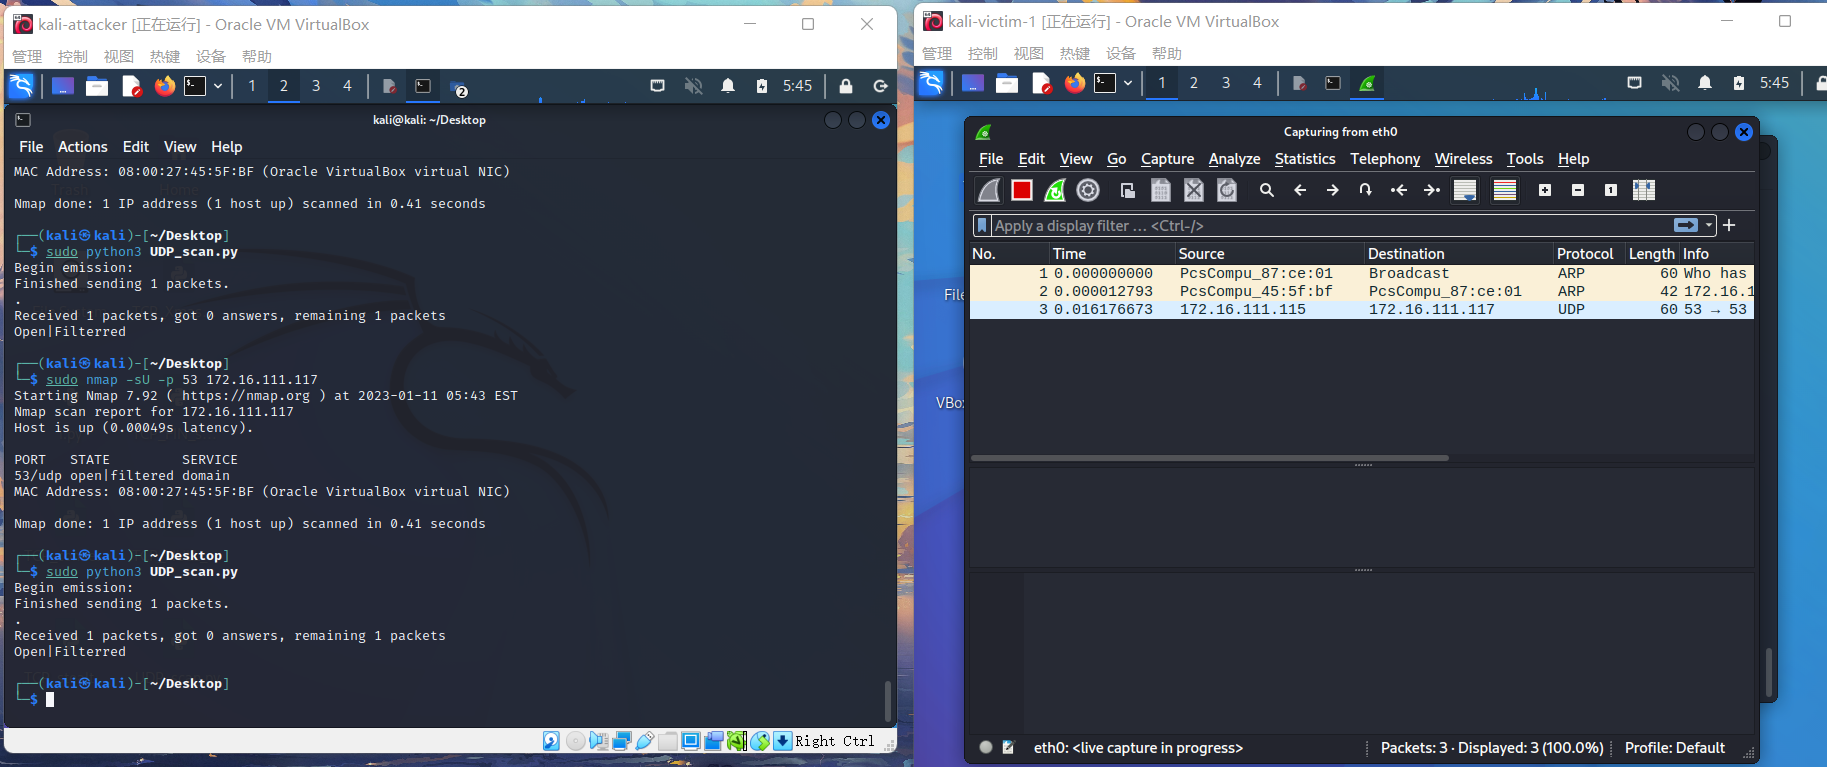 kali-attacker [正在运行] - Oracle VM VirtualBox
管理 控制 视图 热键 设备 帮助
1 2 3 4 2 5:45
kali@kali: ~/Desktop
File Actions Edit View Help
MAC Address: 08:00:27:45:5F:BF (Oracle VirtualBox virtual NIC)
Nmap done: 1 IP address (1 host up) scanned in 0.41 seconds
┌──(kali㉿kali)-[~/Desktop]
└─$ sudo python3 UDP_scan.py
Begin emission:
Finished sending 1 packets.
.
Received 1 packets, got 0 answers, remaining 1 packets
Open|Filterred
┌──(kali㉿kali)-[~/Desktop]
└─$ sudo nmap -sU -p 53 172.16.111.117
Starting Nmap 7.92 ( https://nmap.org ) at 2023-01-11 05:43 EST
Nmap scan report for 172.16.111.117
Host is up (0.00049s latency).
PORT STATE SERVICE
53/udp open|filtered domain
MAC Address: 08:00:27:45:5F:BF (Oracle VirtualBox virtual NIC)
Nmap done: 1 IP address (1 host up) scanned in 0.41 seconds
┌──(kali㉿kali)-[~/Desktop]
└─$ sudo python3 UDP_scan.py
Begin emission:
Finished sending 1 packets.
.
Received 1 packets, got 0 answers, remaining 1 packets
Open|Filterred
┌──(kali㉿kali)-[~/Desktop]
└─$
Right Ctrl
kali-victim-1 [正在运行] - Oracle VM VirtualBox
管理 控制 视图 热键 设备 帮助
1 2 3 4 5:45
Capturing from eth0
File Edit View Go Capture Analyze Statistics Telephony Wireless Tools Help
Apply a display filter … <Ctrl-/>
No. Time Source Destination Protocol Length Info
1 0.000000000 PcsCompu_87:ce:01 Broadcast ARP 60 Who has
2 0.000012793 PcsCompu_45:5f:bf PcsCompu_87:ce:01 ARP 42 172.16.1
3 0.016176673 172.16.111.115 172.16.111.117 UDP 60 53 → 53
File
VBox
eth0: <live capture in progress>
Packets: 3 · Displayed: 3 (100.0%)
Profile: Default